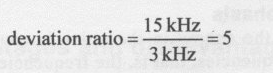 deviation ratio = 15 kHz / 3 kHz = 5